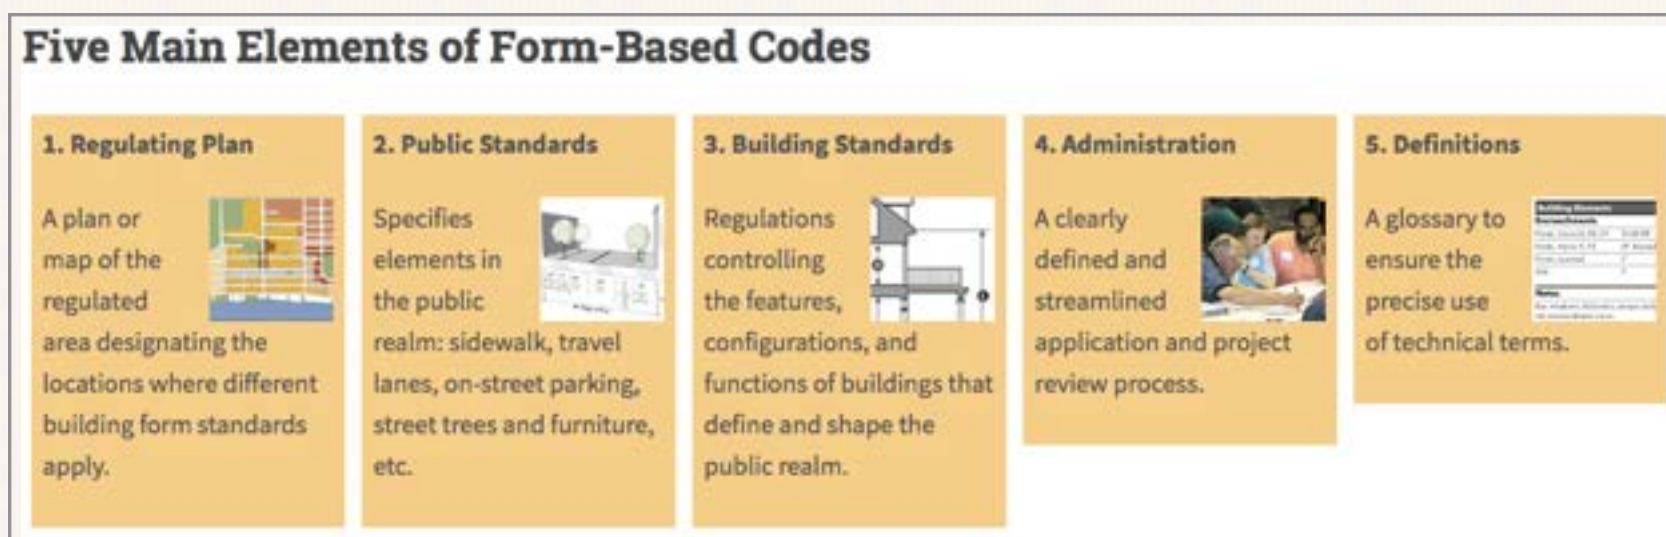 Five Main Elements of Form-Based Codes
1. Regulating Plan
A plan or
map of the
regulated
area designating the
locations where different
building form standards
apply.
2. Public Standards
Specifies
elements in
the public
realm: sidewalk, travel
lanes, on-street parking,
street trees and furniture,
etc.
3. Building Standards
Regulations
controlling
the features,
configurations, and
functions of buildings that
define and shape the
public realm.
4. Administration
A clearly
defined and
streamlined
application and project
review process.
5. Definitions
A glossary to
ensure the
precise use
of technical terms.
Building Elements
Encroachments
Notes